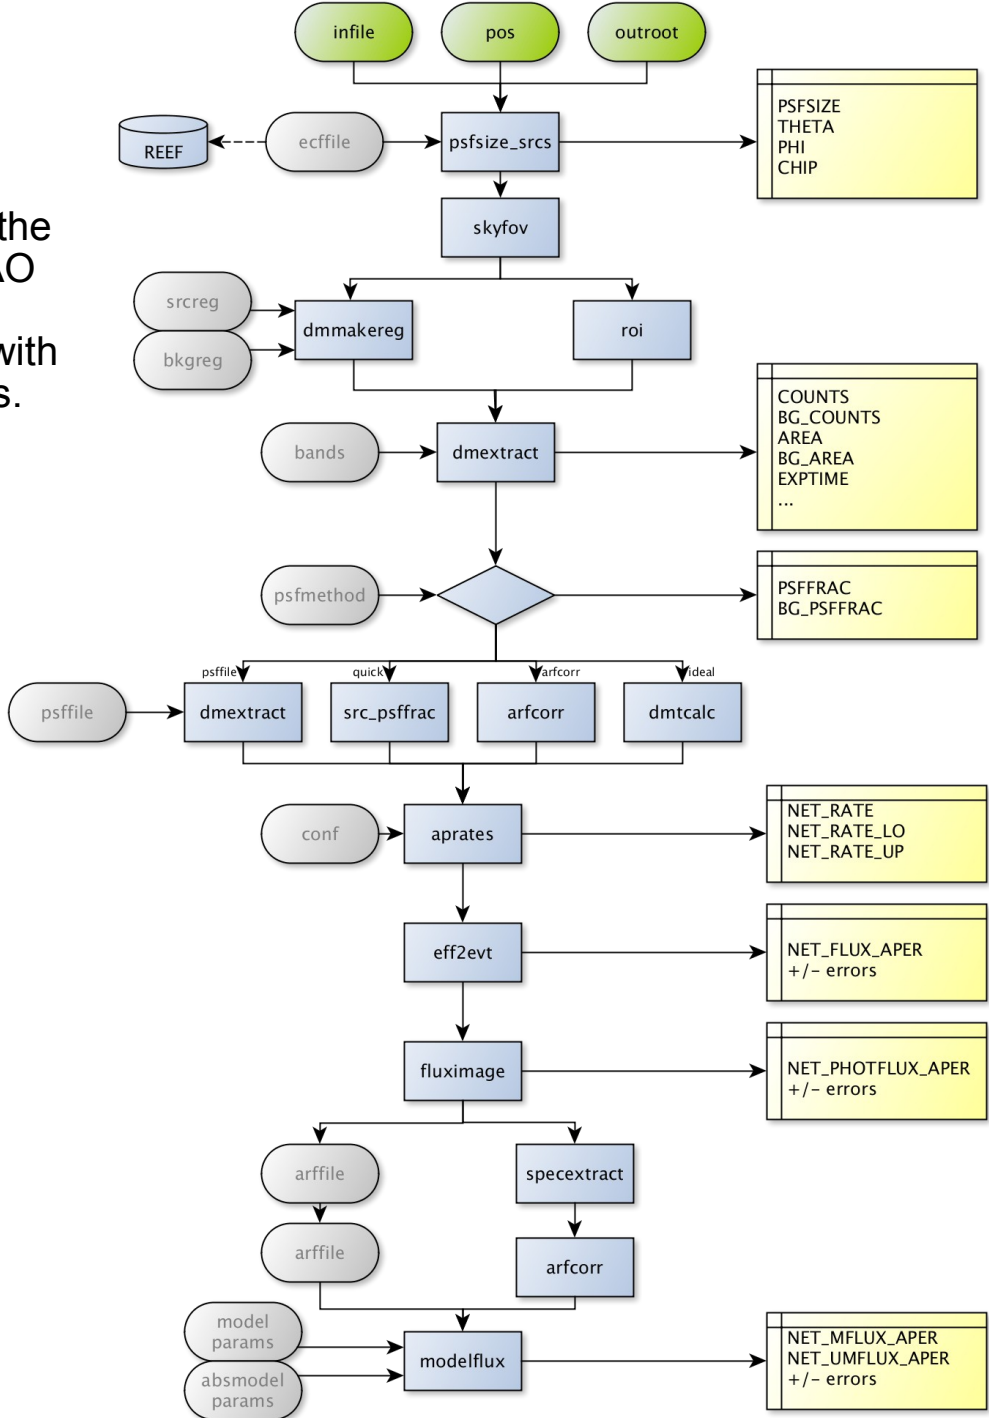 infile
pos
outroot
REEF
ecffile
psfsize_srcs
PSFSIZE
THETA
PHI
CHIP
skyfov
the
AO
with
s.
srcreg
bkgreg
dmmakereg
roi
bands
dmextract
COUNTS
BG_COUNTS
AREA
BG_AREA
EXPTIME
...
psfmethod
PSFFRAC
BG_PSFFRAC
psffile
quick
arfcorr
ideal
psffile
dmextract
src_psffrac
arfcorr
dmtcalc
conf
aprates
NET_RATE
NET_RATE_LO
NET_RATE_UP
eff2evt
NET_FLUX_APER
+/- errors
fluximage
NET_PHOTFLUX_APER
+/- errors
arffile
specextract
arffile
arfcorr
model
params
absmodel
params
modelflux
NET_MFLUX_APER
NET_UMFLUX_APER
+/- errors